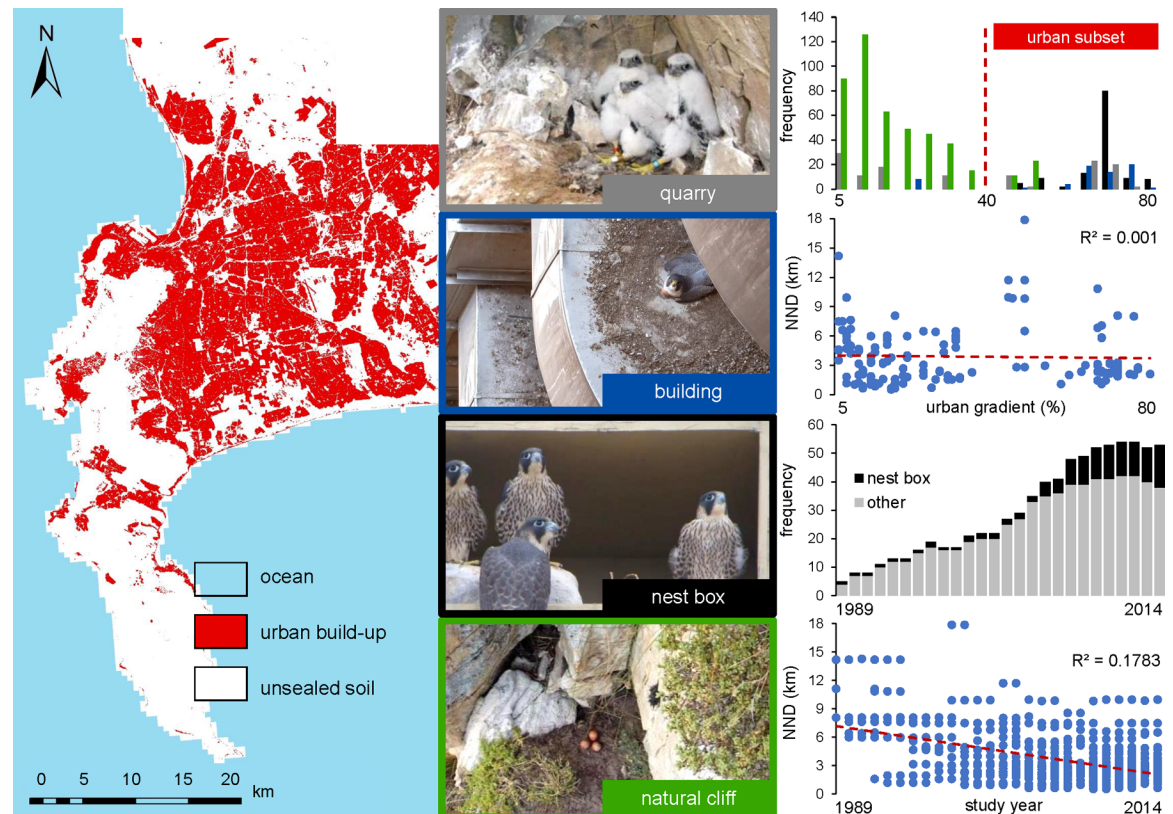 N
ocean
urban build-up
unsealed soil
0 5 10 15 20 km
quarry
building
nest box
natural cliff
140
120
100
80
60
40
20
0
frequency
urban subset
5 40 80
18
15
12
9
6
3
0
NND (km)
R² = 0.001
5 urban gradient (%) 80
60
50
40
30
20
10
0
frequency
nest box
other
1989 2014
18
15
12
9
6
3
0
NND (km)
R² = 0.1783
1989 study year 2014